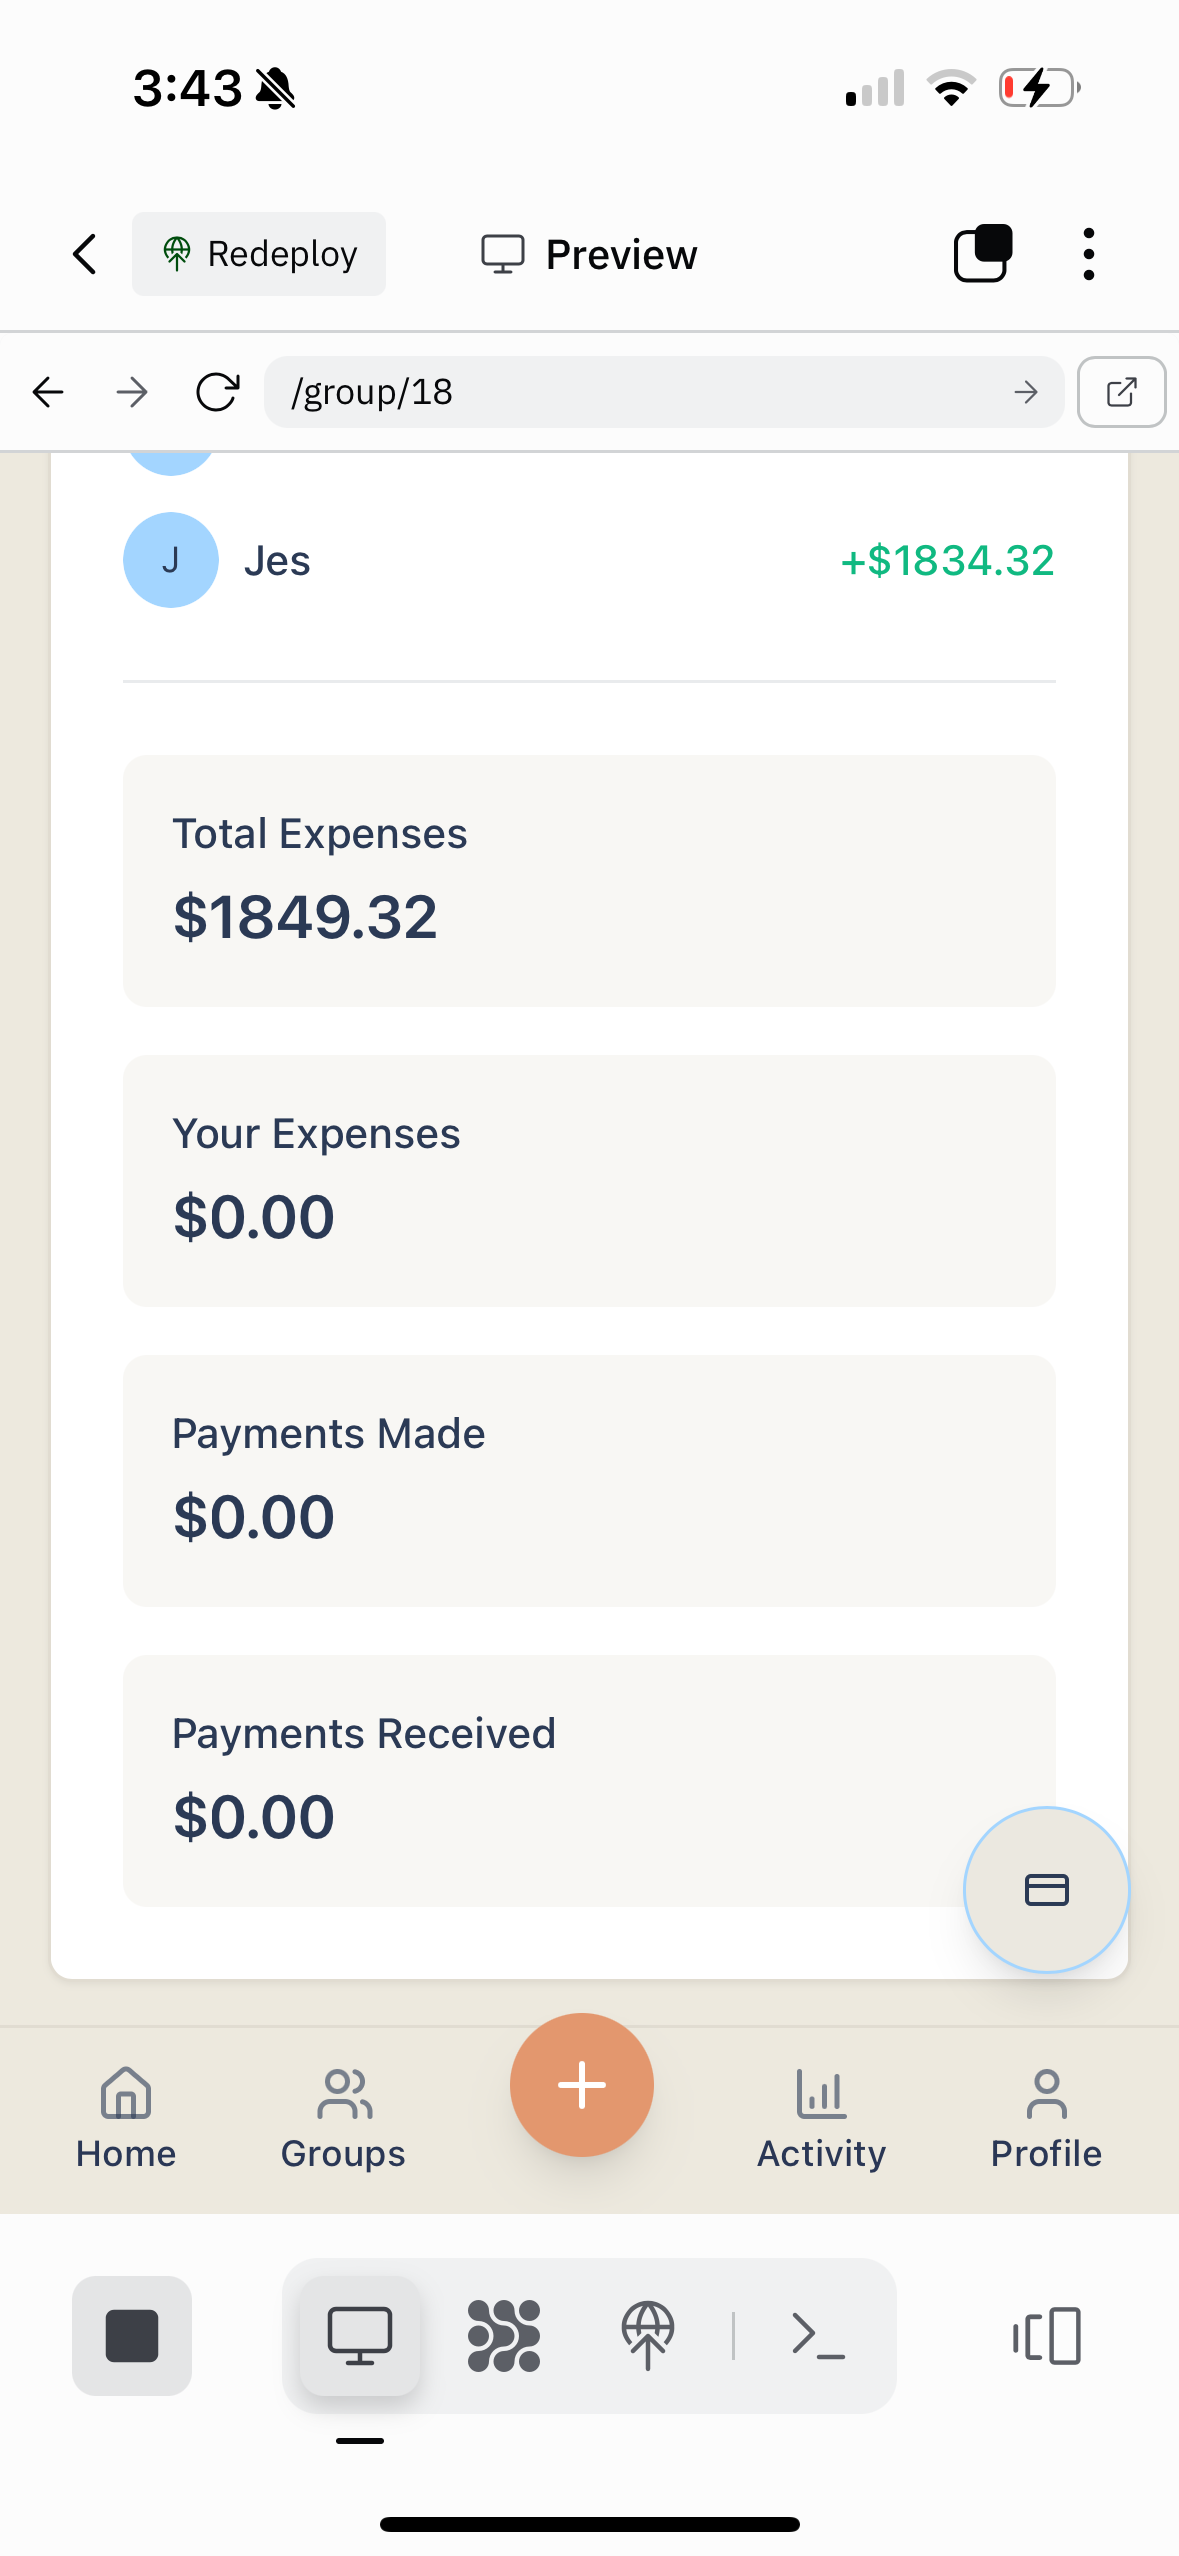 3:43
Redeploy
Preview
/group/18
J
Jes
+$1834.32
Total Expenses
$1849.32
Your Expenses
$0.00
Payments Made
$0.00
Payments Received
$0.00
Home
Groups
Activity
Profile